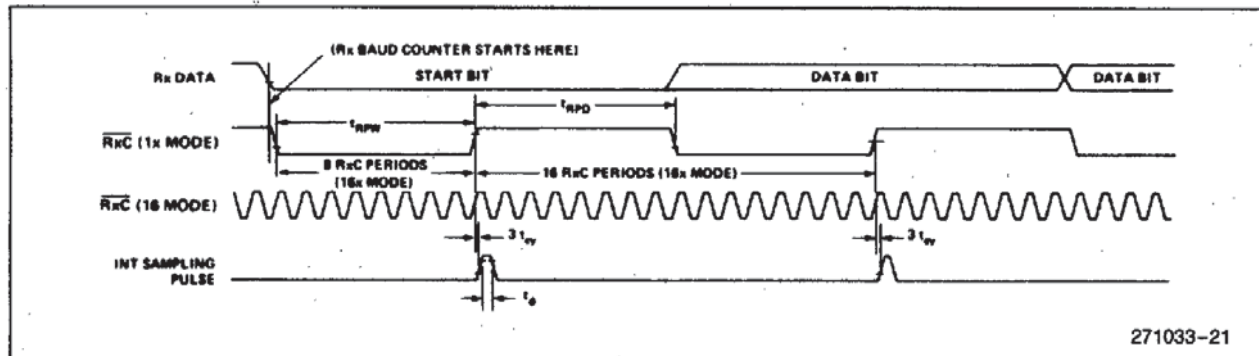 (Rx BAUD COUNTER STARTS HERE)
Rx DATA
START BIT
DATA BIT
DATA BIT
tRPW
tRPD
RxC (1x MODE)
8 RxC PERIODS
(16x MODE)
16 RxC PERIODS (16x MODE)
RxC (16 MODE)
3 tCY
3 tCY
INT SAMPLING
PULSE
tφ
271033-21